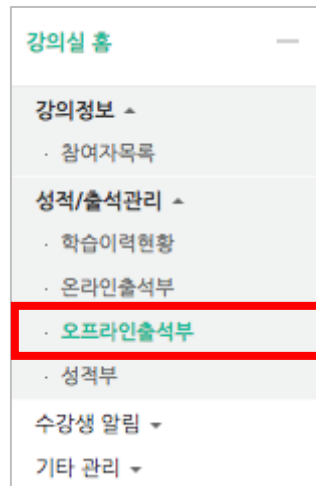 강의실 홈
강의정보
· 참여자목록
성적/출석관리
· 학습이력현황
· 온라인출석부
· 오프라인출석부
· 성적부
수강생 알림
기타 관리